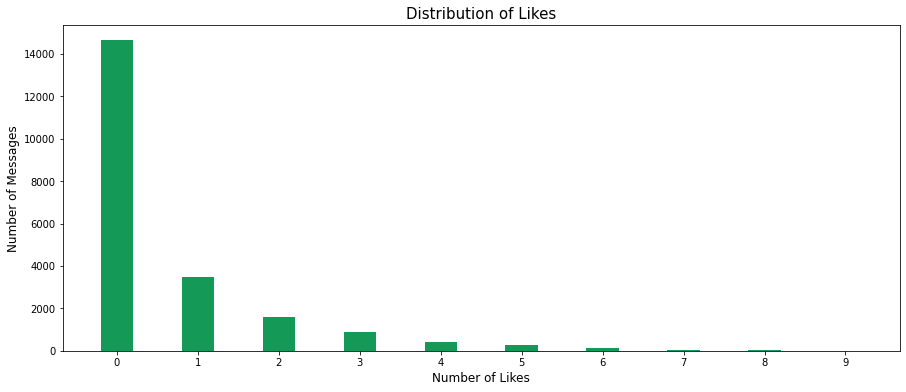 Distribution of Likes
Number of Messages
14000
12000
10000
8000
6000
4000
2000
0
0 1 2 3 4 5 6 7 8 9
Number of Likes